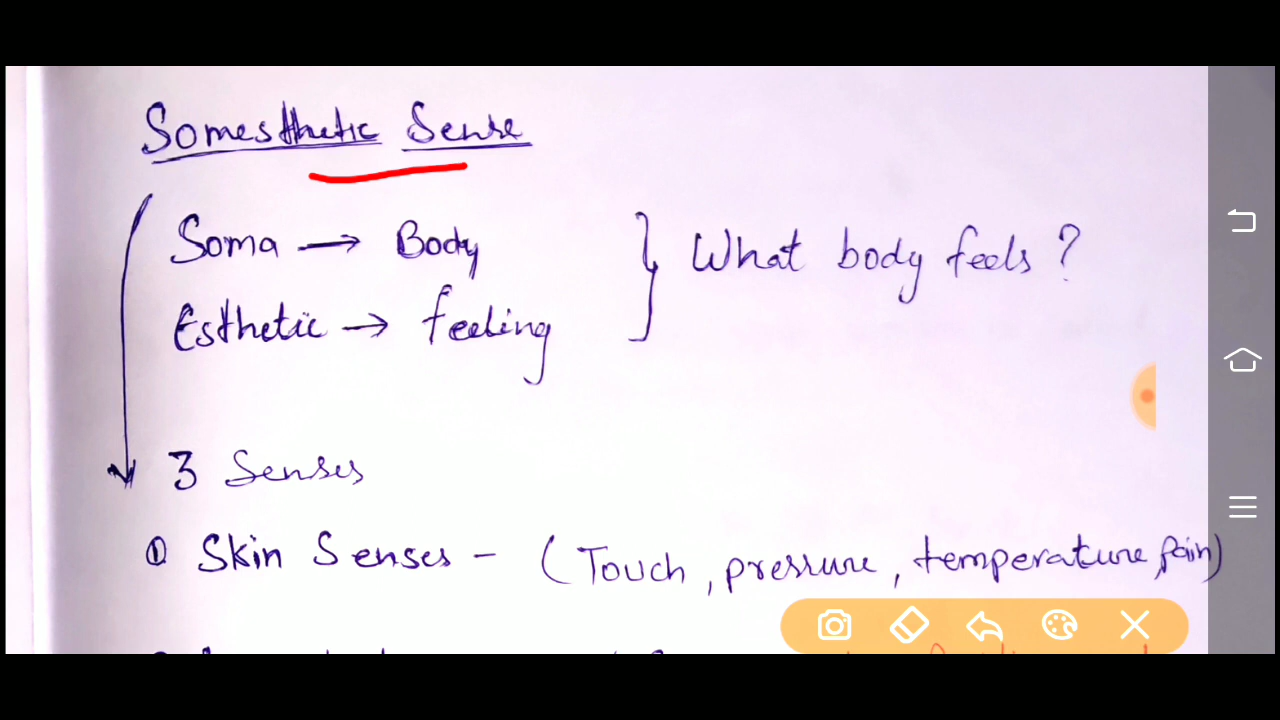 Somesthetic Sense
Soma → Body
Esthetic → feeling
} What body feels ?
3 Senses
① Skin Senses - (Touch, pressure, temperature, pain)